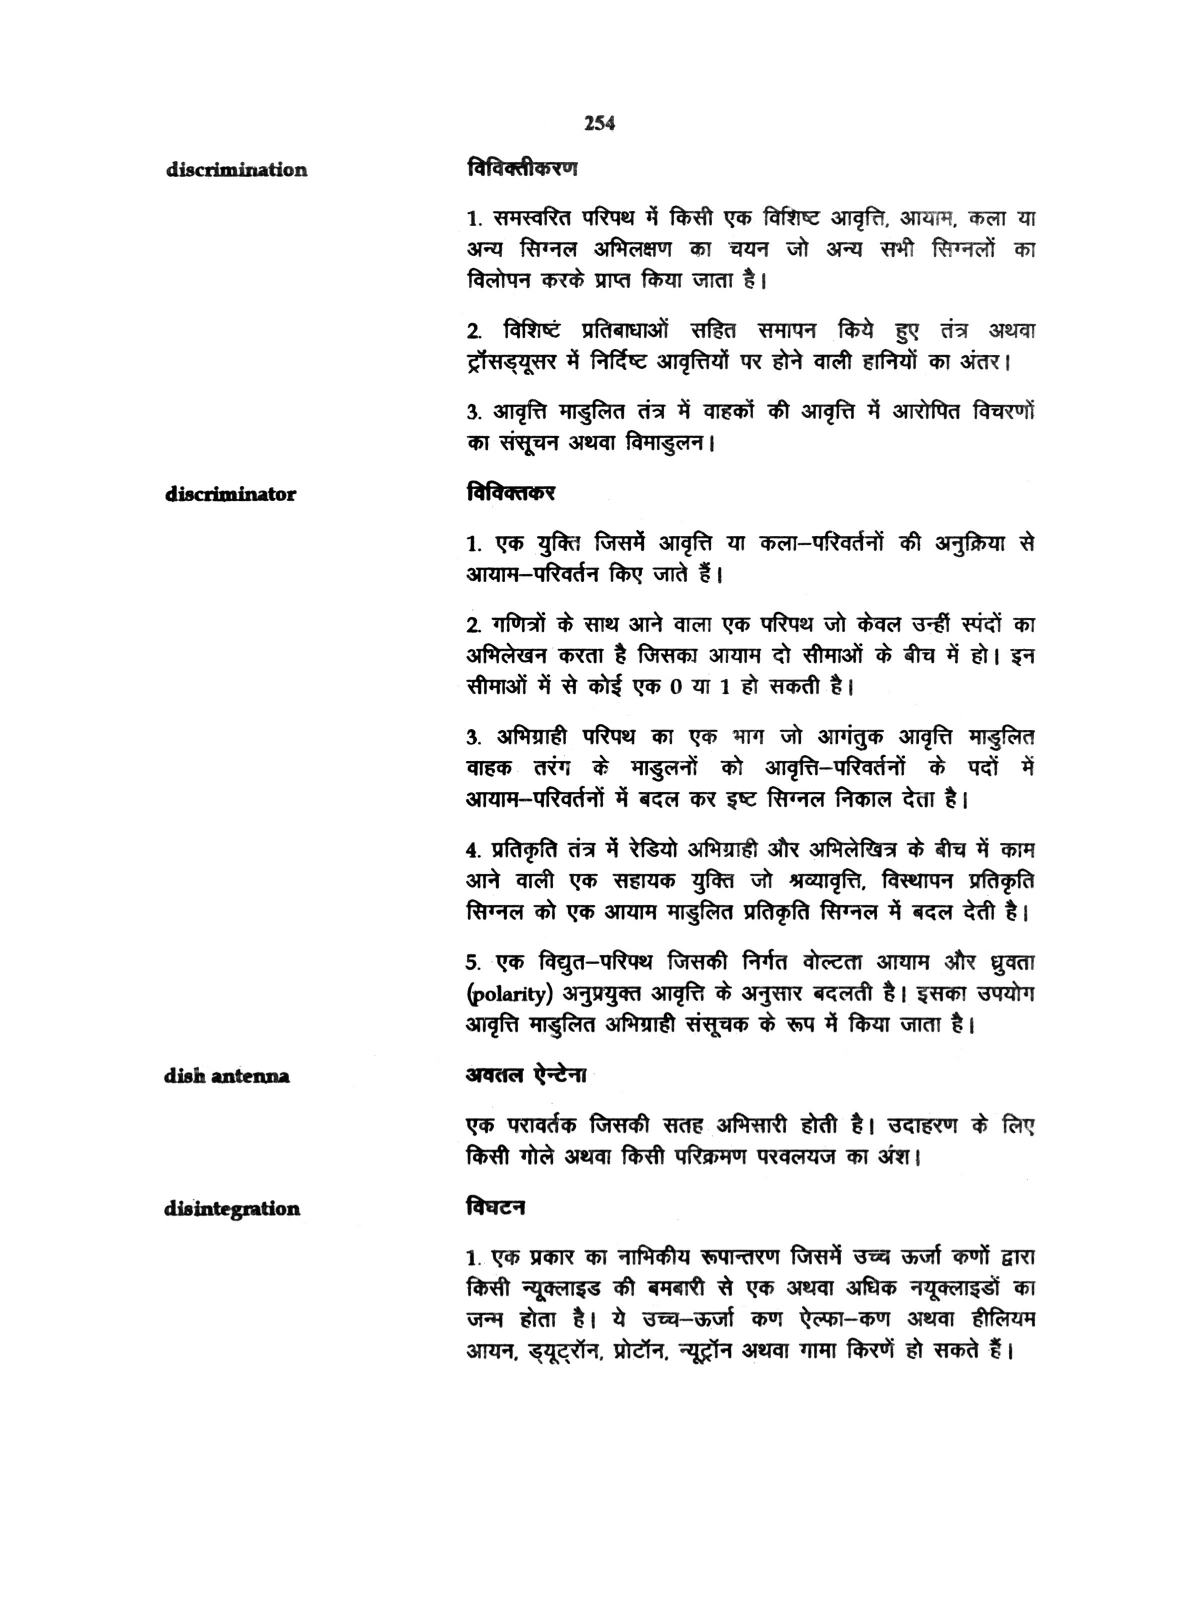 254
discrimination विविक्तीकरण
1. समस्वरित परिपथ में किसी एक विशिष्ट आवृत्ति, आयाम, कला या
अन्य सिग्नल अभिलक्षण का चयन जो अन्य सभी सिग्नलों का
विलोपन करके प्राप्त किया जाता है।
2. विशिष्टं प्रतिबाधाओं सहित समापन किये हुए तंत्र अथवा
ट्रॉसड्यूसर में निर्दिष्ट आवृत्तियों पर होने वाली हानियों का अंतर।
3. आवृत्ति माडुलित तंत्र में वाहकों की आवृत्ति में आरोपित विचरणों
का संसूचन अथवा विमाडुलन।
discriminator विविक्तकर
1. एक युक्ति जिसमें आवृत्ति या कला–परिवर्तनों की अनुक्रिया से
आयाम–परिवर्तन किए जाते हैं।
2. गणित्रों के साथ आने वाला एक परिपथ जो केवल उन्हीं स्पंदों का
अभिलेखन करता है जिसका आयाम दो सीमाओं के बीच में हो। इन
सीमाओं में से कोई एक 0 या 1 हो सकती है।
3. अभिग्राही परिपथ का एक भाग जो आगंतुक आवृत्ति माडुलित
वाहक तरंग के माडुलनों को आवृत्ति–परिवर्तनों के पदों में
आयाम–परिवर्तनों में बदल कर इष्ट सिग्नल निकाल देता है।
4. प्रतिकृति तंत्र में रेडियो अभिग्राही और अभिलेखित्र के बीच में काम
आने वाली एक सहायक युक्ति जो श्रव्यावृत्ति, विस्थापन प्रतिकृति
सिग्नल को एक आयाम माडुलित प्रतिकृति सिग्नल में बदल देती है।
5. एक विद्युत–परिपथ जिसकी निर्गत वोल्टता आयाम और ध्रुवता
(polarity) अनुप्रयुक्त आवृत्ति के अनुसार बदलती है। इसका उपयोग
आवृत्ति माडुलित अभिग्राही संसूचक के रूप में किया जाता है।
dish antenna अवतल ऐन्टेना
एक परावर्तक जिसकी सतह अभिसारी होती है। उदाहरण के लिए
किसी गोले अथवा किसी परिक्रमण परवलयज का अंश।
disintegration विघटन
1. एक प्रकार का नाभिकीय रूपान्तरण जिसमें उच्च ऊर्जा कणों द्वारा
किसी न्यूक्लाइड की बमबारी से एक अथवा अधिक नयूक्लाइडों का
जन्म होता है। ये उच्च–ऊर्जा कण ऐल्फा–कण अथवा हीलियम
आयन, ड्यूट्रॉन, प्रोटॉन, न्यूट्रॉन अथवा गामा किरणें हो सकते हैं।